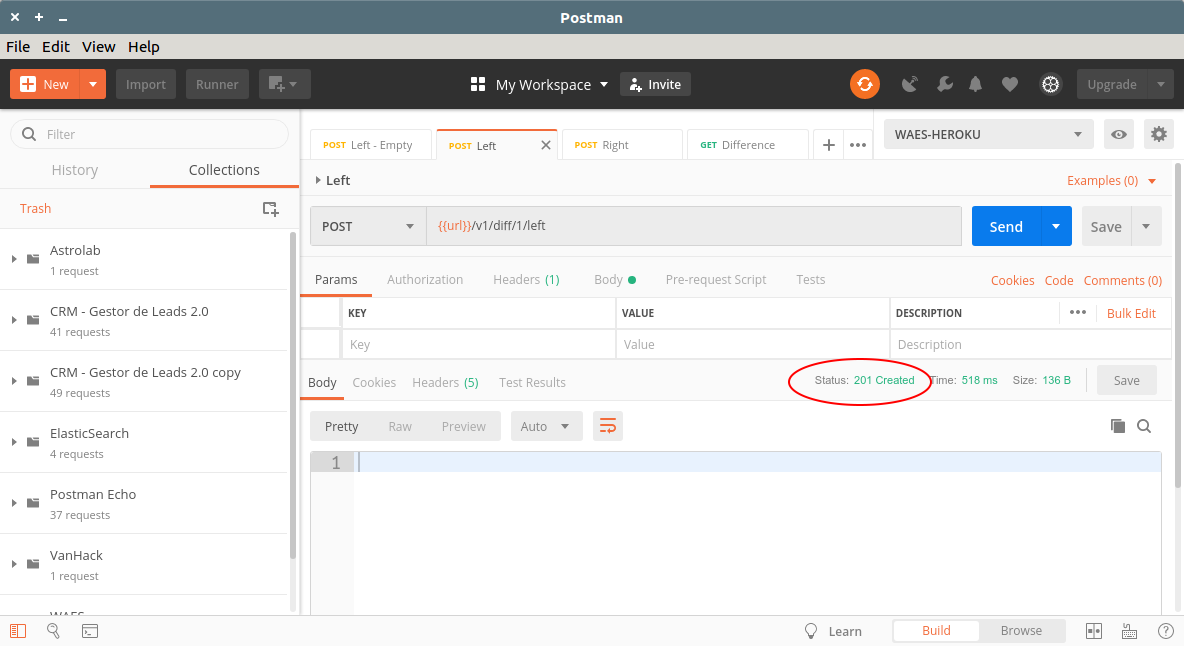 Postman
File Edit View Help
New Import Runner My Workspace Invite Upgrade
Filter
History Collections
Trash
Astrolab
1 request
CRM - Gestor de Leads 2.0
41 requests
CRM - Gestor de Leads 2.0 copy
49 requests
ElasticSearch
4 requests
Postman Echo
37 requests
VanHack
1 request
WAES
POST Left - Empty POST Left POST Right GET Difference WAES-HEROKU
Left Examples (0)
POST {{url}}/v1/diff/1/left Send Save
Params Authorization Headers (1) Body Pre-request Script Tests Cookies Code Comments (0)
KEY VALUE DESCRIPTION Bulk Edit
Key Value Description
Body Cookies Headers (5) Test Results Status: 201 Created Time: 518 ms Size: 136 B Save
Pretty Raw Preview Auto
1
Learn Build Browse